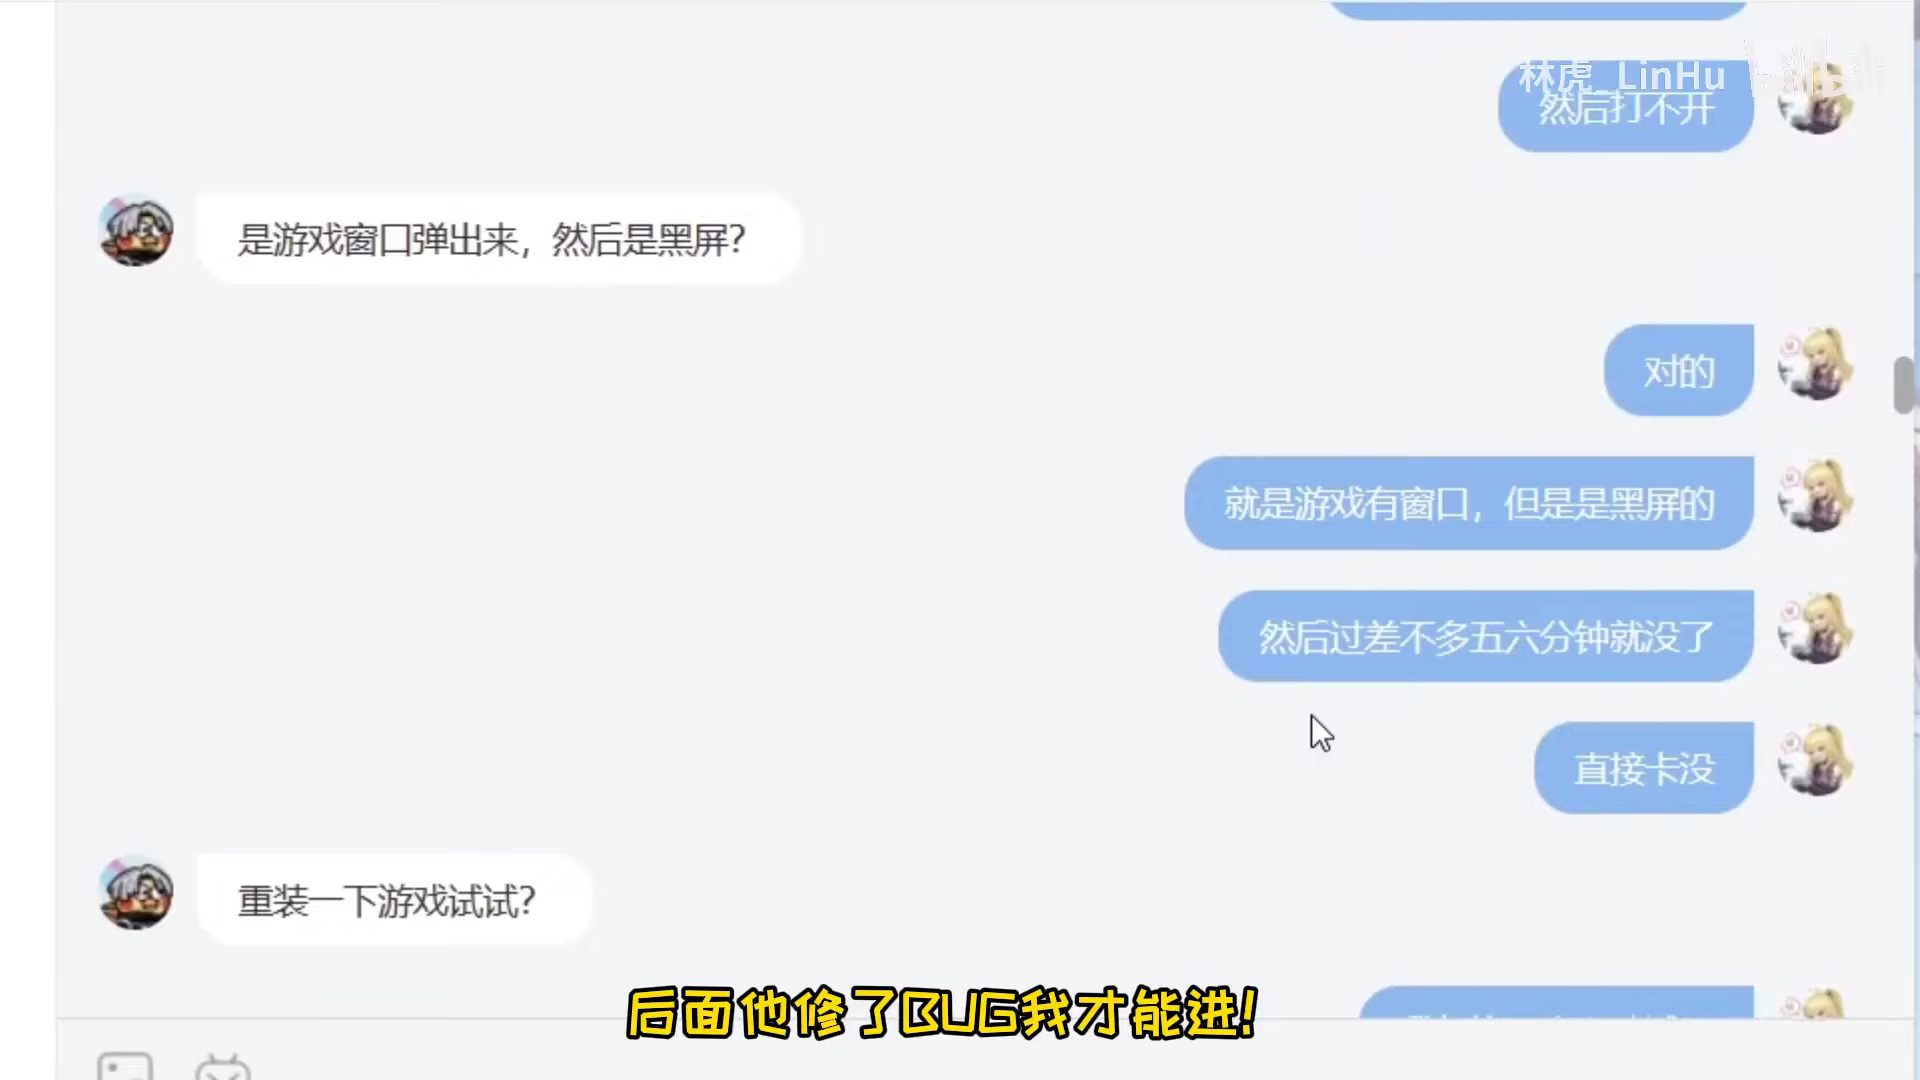 林虎_LinHu bilibili
然后打不开
是游戏窗口弹出来，然后是黑屏？
对的
就是游戏有窗口，但是是黑屏的
然后过差不多五六分钟就没了
直接卡没
重装一下游戏试试？
后面他修了BUG我才能进！